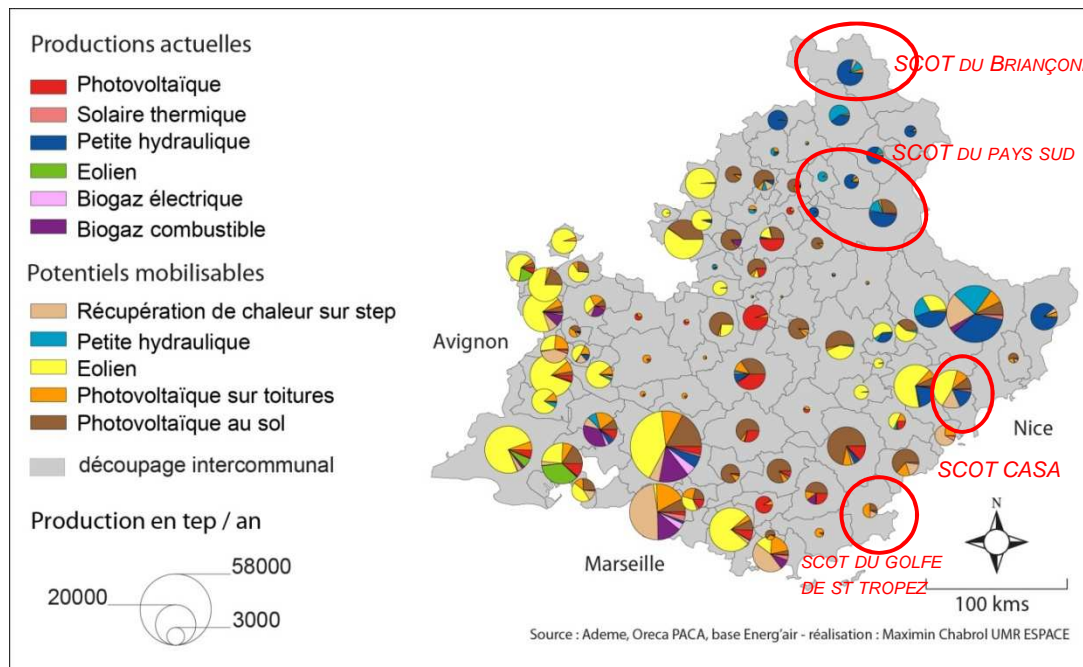 Productions actuelles
Photovoltaïque
Solaire thermique
Petite hydraulique
Eolien
Biogaz électrique
Biogaz combustible
Potentiels mobilisables
Récupération de chaleur sur step
Petite hydraulique
Eolien
Photovoltaïque sur toitures
Photovoltaïque au sol
découpage intercommunal
Production en tep / an
58000
20000
3000
SCOT DU BRIANÇON
SCOT DU PAYS SUD
Avignon
Nice
SCOT CASA
Marseille
SCOT DU GOLFE
DE ST TROPEZ
N
100 kms
Source : Ademe, Oreca PACA, base Energ'air - réalisation : Maximin Chabrol UMR ESPACE